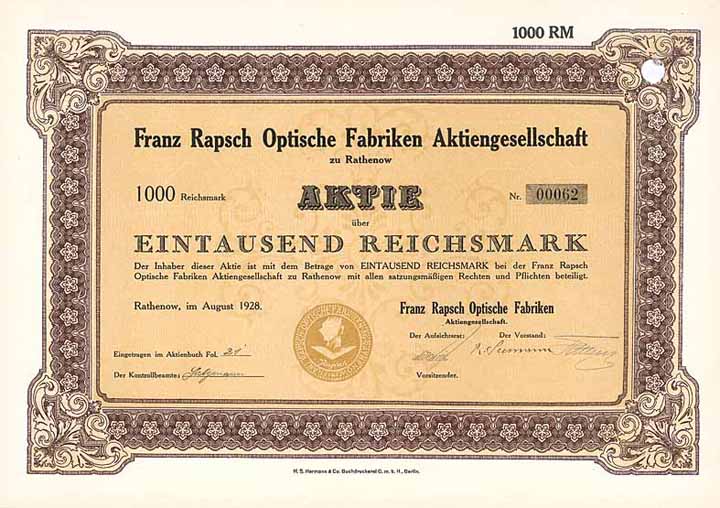 1000 RM
Franz Rapsch Optische Fabriken Aktiengesellschaft
zu Rathenow
1000 Reichsmark AKTIE Nr. 00062
über
EINTAUSEND REICHSMARK
Der Inhaber dieser Aktie ist mit dem Betrage von EINTAUSEND REICHSMARK bei der Franz Rapsch
Optische Fabriken Aktiengesellschaft zu Rathenow mit allen satzungsmäßigen Rechten und Pflichten beteiligt.
Rathenow, im August 1928.
Franz Rapsch Optische Fabriken
Aktiengesellschaft.
Der Aufsichtsrat: Der Vorstand:
Eingetragen im Aktienbuch Fol. 21
Der Kontrollbeamte:
Vorsitzender.
H. S. Hermann & Co. Buchdruckerei G. m. b. H., Berlin.